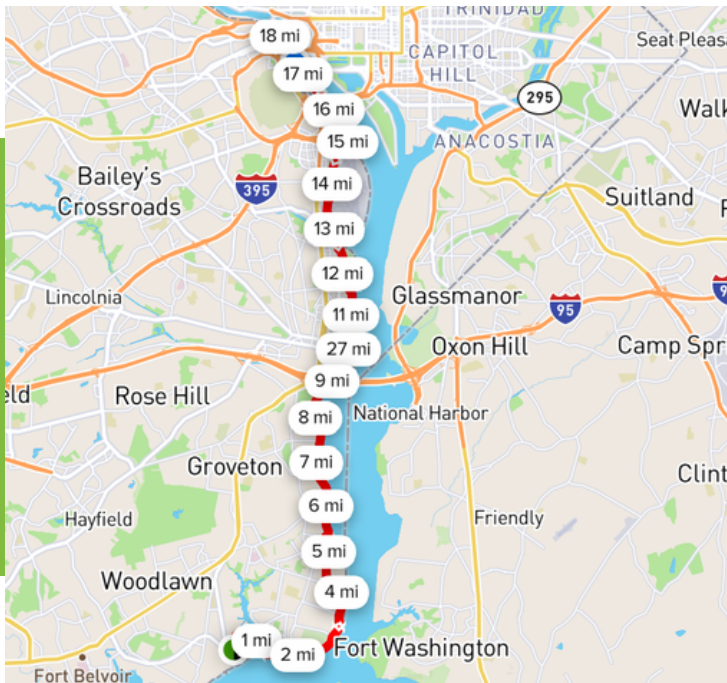 TRINIDAD
18 mi
Seat Pleasa
CAPITOL
HILL
17 mi
295
16 mi
Walk
15 mi
ANACOSTIA
Bailey's
Crossroads
395
14 mi
Suitland
13 mi
12 mi
Lincolnia
Glassmanor
95
11 mi
27 mi
Oxon Hill
Camp Spr
9 mi
Rose Hill
8 mi
National Harbor
7 mi
Groveton
Clint
6 mi
Hayfield
Friendly
5 mi
Woodlawn
4 mi
1 mi
2 mi
Fort Washington
Fort Belvoir